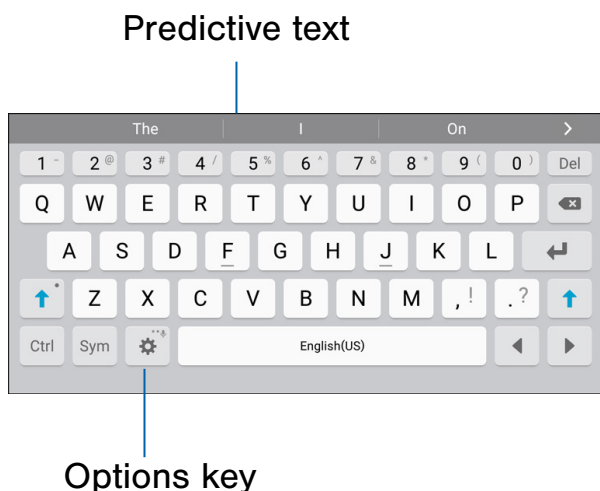 Predictive text
The I On >
1 - 2 @ 3 # 4 / 5 % 6 ^ 7 & 8 * 9 ( 0 ) Del
Q W E R T Y U I O P
A S D F G H J K L
Z X C V B N M , ! . ?
Ctrl Sym English(US)
Options key